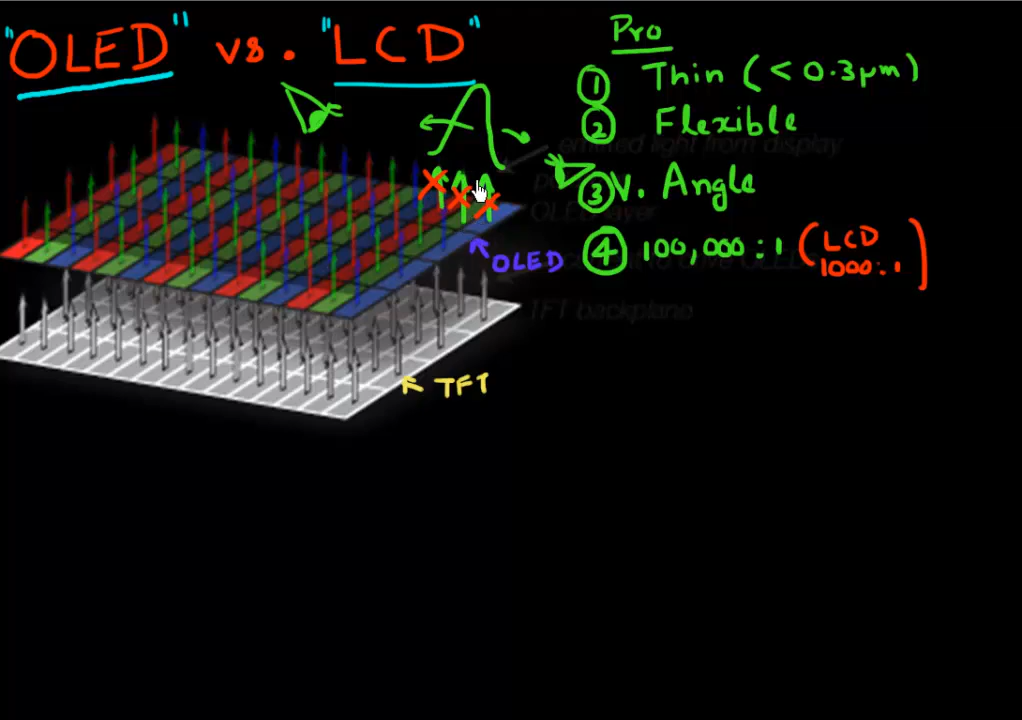 "OLED" vs. "LCD"
Pro
① Thin (< 0.3μm)
② Flexible
emitted light from display
③ V. Angle
OLED layer
④ 100,000:1 (LCD 1000:1)
OLED
TFT backplane
TFT